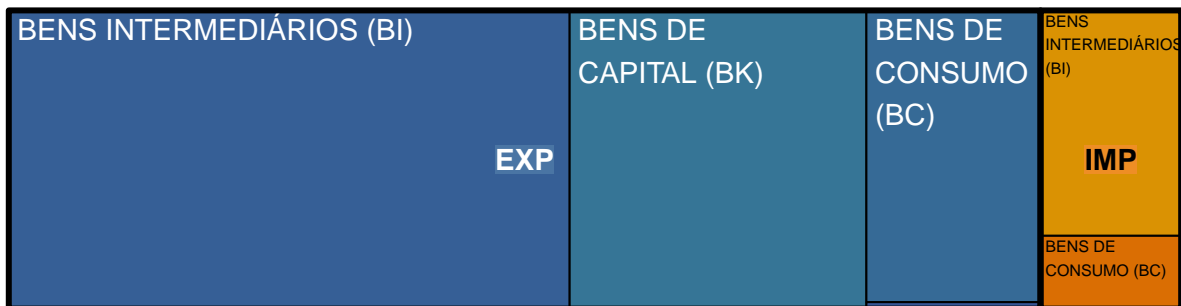 BENS INTERMEDIÁRIOS (BI)
BENS DE
CAPITAL (BK)
BENS DE
CONSUMO
(BC)
EXP
BENS
INTERMEDIÁRIOS
(BI)
IMP
BENS DE
CONSUMO (BC)